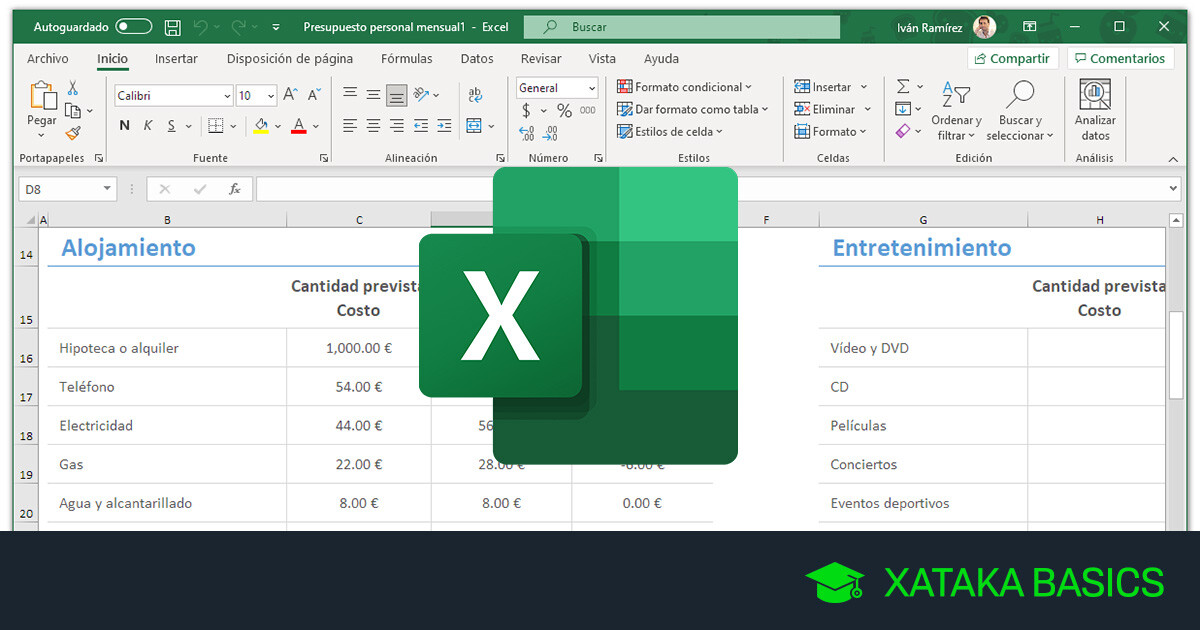 Autoguardado Presupuesto personal mensual1 - Excel Buscar Iván Ramírez
Archivo Inicio Insertar Disposición de página Fórmulas Datos Revisar Vista Ayuda Compartir Comentarios
Pegar
Portapapeles
Calibri 10
N K S
Fuente
ab
Alineación
General
$ % 000
Número
Formato condicional
Dar formato como tabla
Estilos de celda
Estilos
Insertar
Eliminar
Formato
Celdas
Ordenar y filtrar
Buscar y seleccionar
Edición
Analizar datos
Análisis
D8 fx
A B C F G H
14 Alojamiento Entretenimiento
Cantidad prevista Cantidad prevista
15 Costo Costo
16 Hipoteca o alquiler 1,000.00 € Vídeo y DVD
17 Teléfono 54.00 € CD
18 Electricidad 44.00 € 56 Películas
19 Gas 22.00 € 28.00 € -6.00 € Conciertos
20 Agua y alcantarillado 8.00 € 8.00 € 0.00 € Eventos deportivos
X
XATAKA BASICS